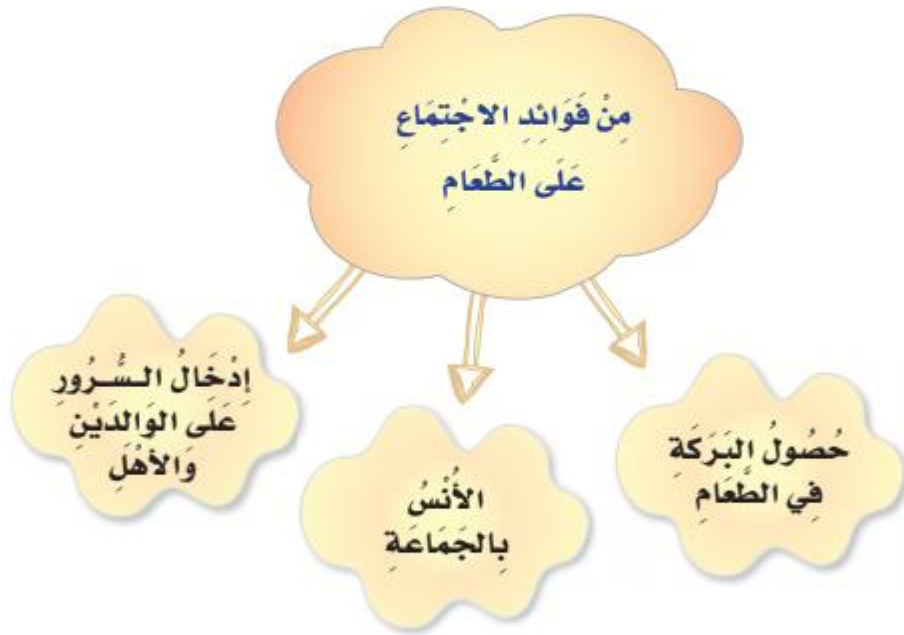 مِنْ فَوَائِدِ الاجْتِمَاعِ
عَلَى الطَّعَامِ
حُصُولُ البَرَكَةِ
فِي الطَّعَامِ
الأُنْسُ
بِالجَمَاعَةِ
إِدْخَالُ السُّرُورِ
عَلَى الوَالِدَيْنِ
وَالأَهْلِ